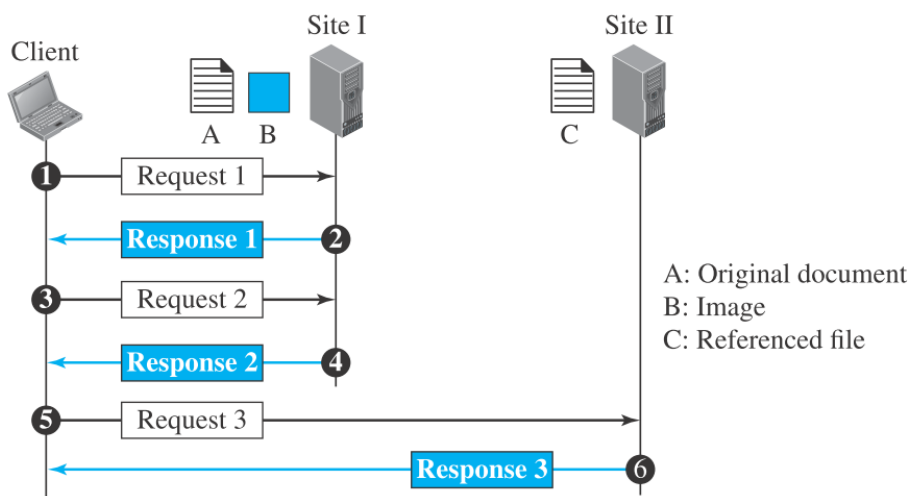 Site I
Site II
Client
A
B
C
1
Request 1
Response 1
2
3
Request 2
Response 2
4
A: Original document
B: Image
C: Referenced file
5
Request 3
Response 3
6